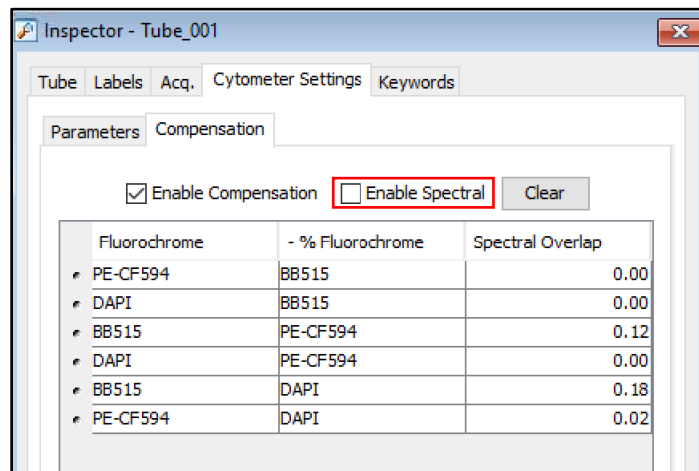 Inspector - Tube_001
Tube Labels Acq. Cytometer Settings Keywords
Parameters Compensation
Enable Compensation Enable Spectral Clear
Fluorochrome - % Fluorochrome Spectral Overlap
PE-CF594 BB515 0.00
DAPI BB515 0.00
BB515 PE-CF594 0.12
DAPI PE-CF594 0.00
BB515 DAPI 0.18
PE-CF594 DAPI 0.02